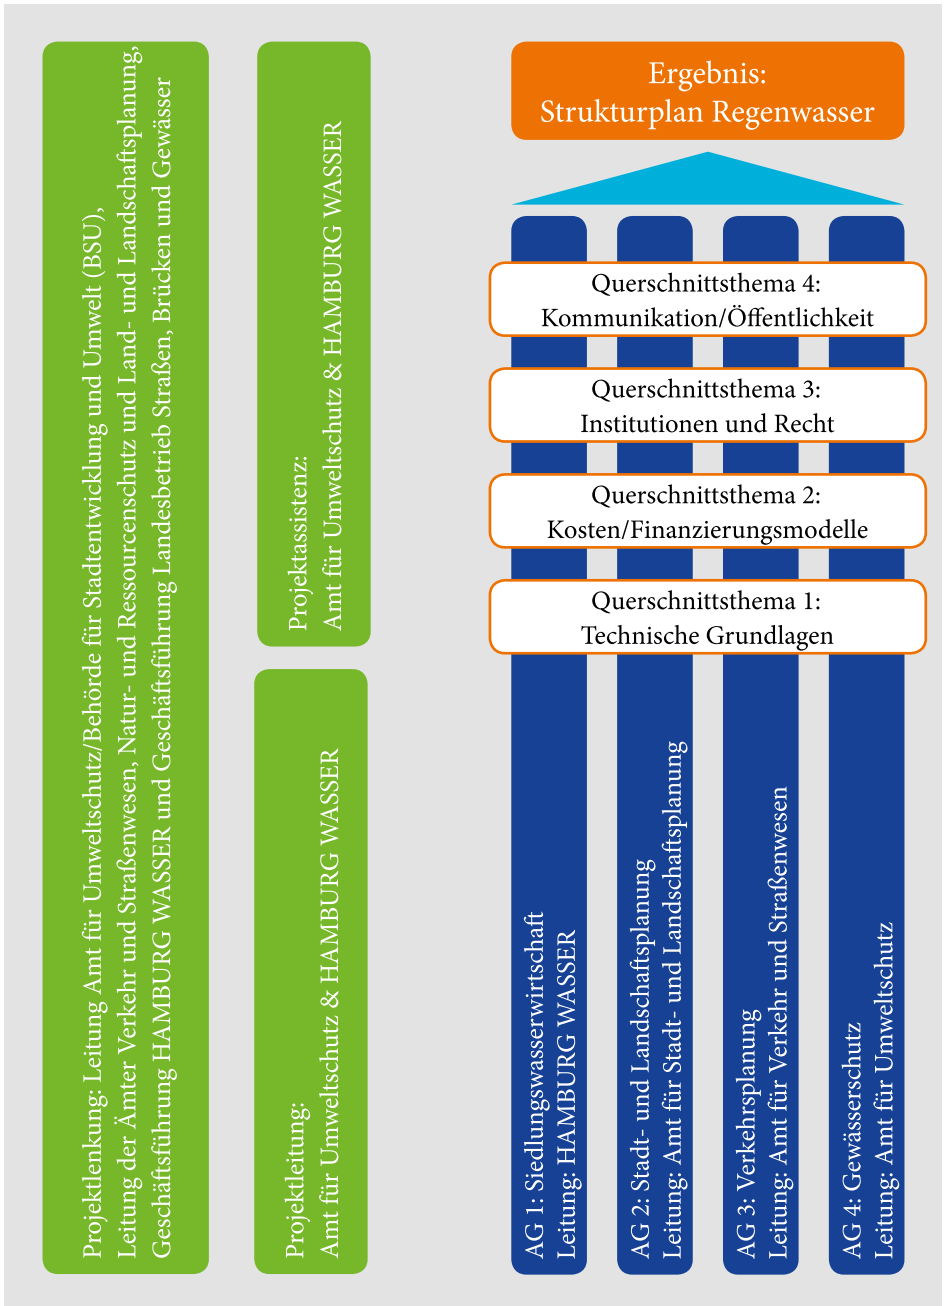 Projektlenkung: Leitung Amt für Umweltschutz/Behörde für Stadtentwicklung und Umwelt (BSU),
Leitung der Ämter Verkehr und Straßenwesen, Natur- und Ressourcenschutz und Land- und Landschaftsplanung,
Geschäftsführung HAMBURG WASSER und Geschäftsführung Landesbetrieb Straßen, Brücken und Gewässer
Projektassistenz:
Amt für Umweltschutz & HAMBURG WASSER
Projektleitung:
Amt für Umweltschutz & HAMBURG WASSER
Ergebnis:
Strukturplan Regenwasser
Querschnittsthema 4:
Kommunikation/Öffentlichkeit
Querschnittsthema 3:
Institutionen und Recht
Querschnittsthema 2:
Kosten/Finanzierungsmodelle
Querschnittsthema 1:
Technische Grundlagen
AG 1: Siedlungswasserwirtschaft
Leitung: HAMBURG WASSER
AG 2: Stadt- und Landschaftsplanung
Leitung: Amt für Stadt- und Landschaftsplanung
AG 3: Verkehrsplanung
Leitung: Amt für Verkehr und Straßenwesen
AG 4: Gewässerschutz
Leitung: Amt für Umweltschutz